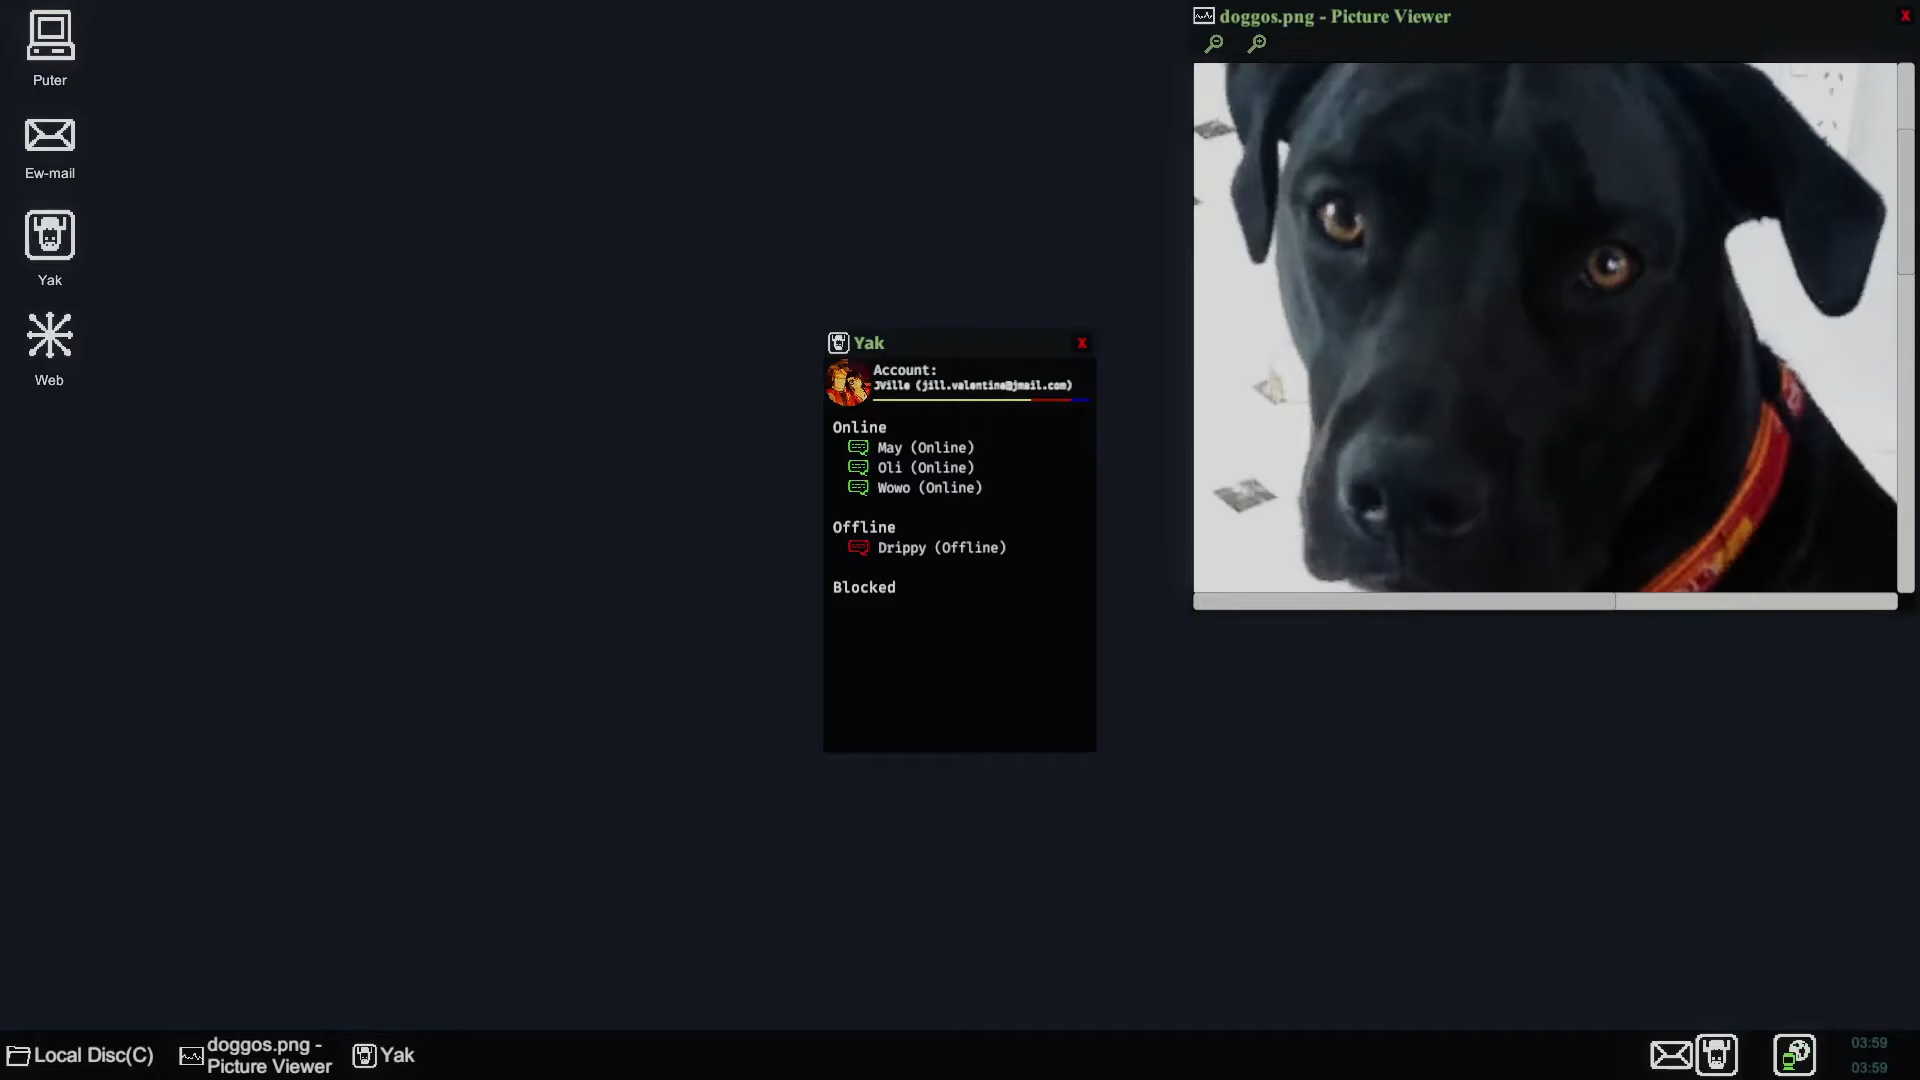 Puter
Ew-mail
Yak
Web
Yak
X
Account:
JVille (jill.valentine@jmail.com)
Online
May (Online)
Oli (Online)
Wowo (Online)
Offline
Drippy (Offline)
Blocked
doggos.png - Picture Viewer
X
Local Disc(C)
doggos.png -
Picture Viewer
Yak
03:59
03:59